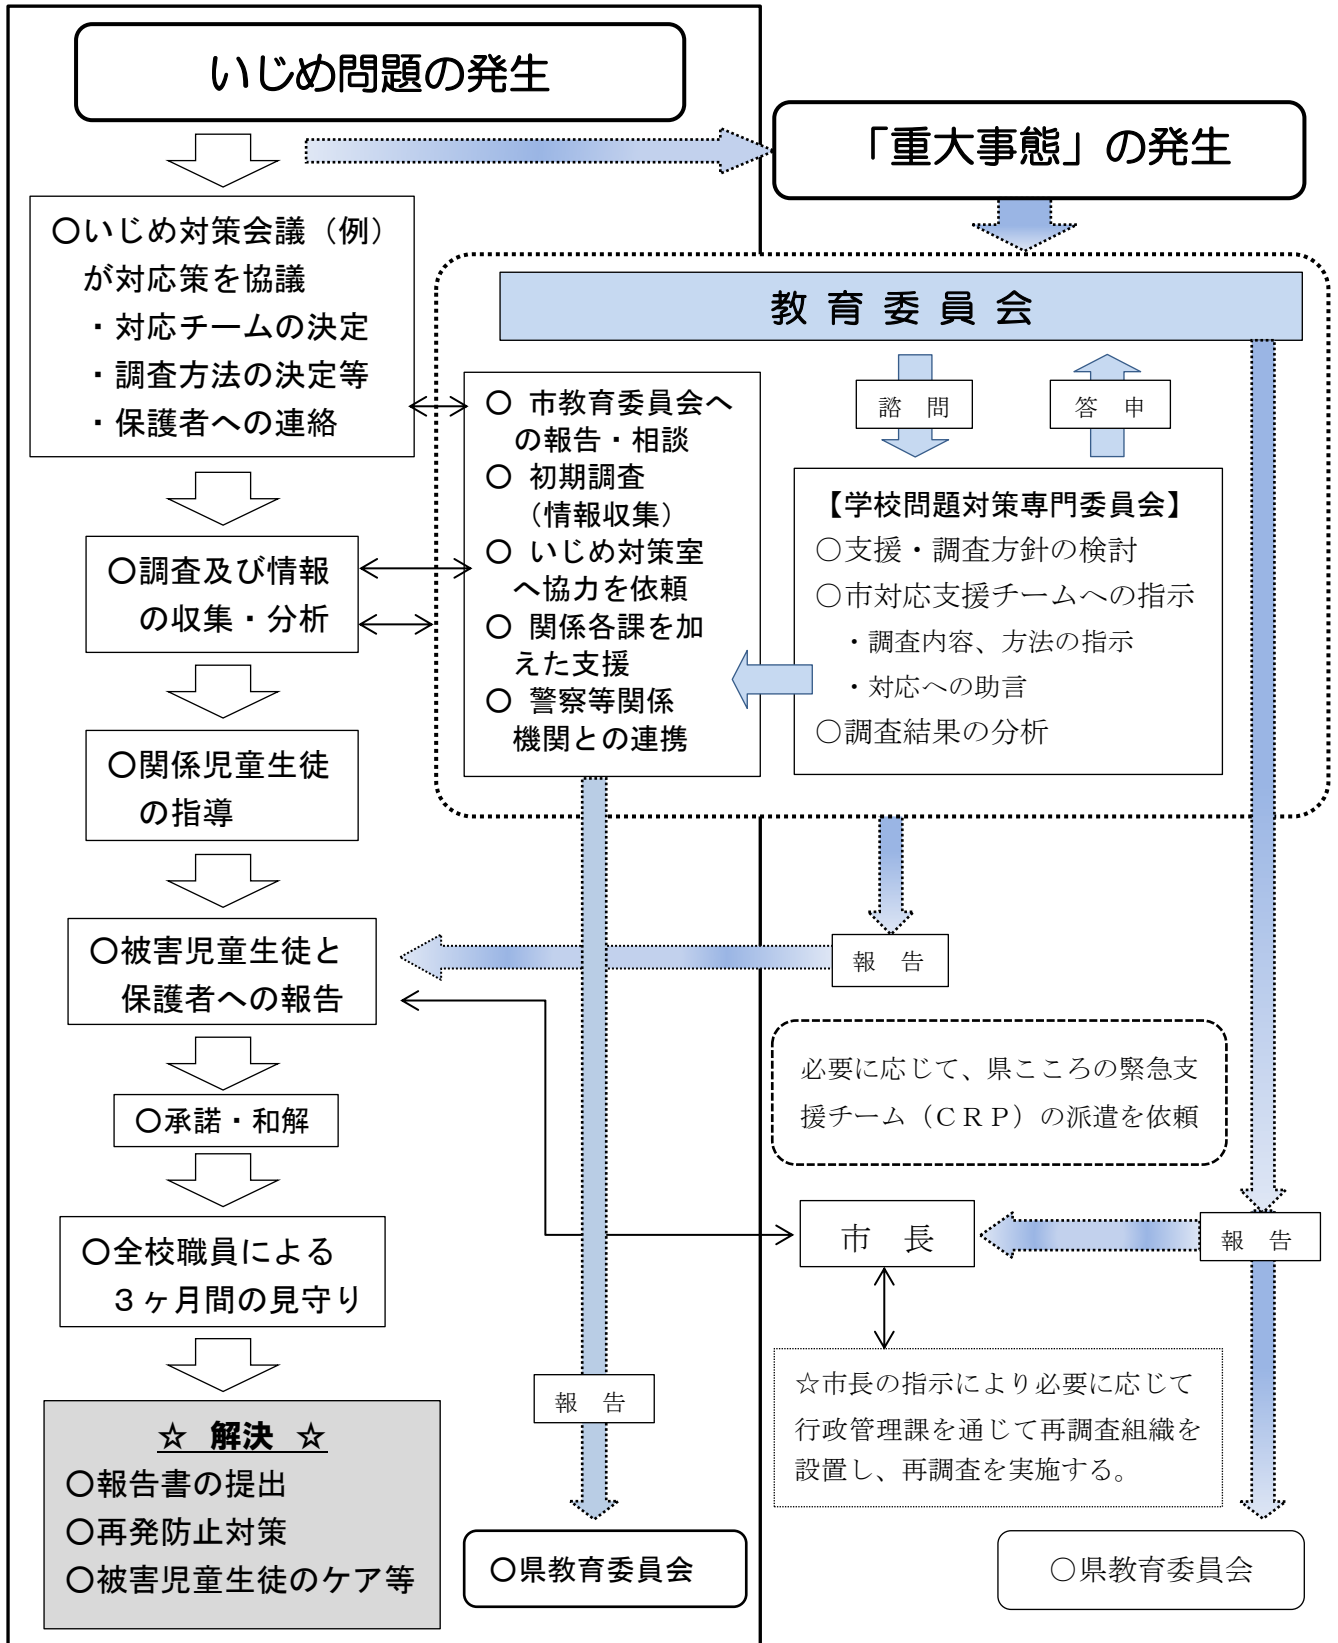 いじめ問題の発生
「重大事態」の発生
〇いじめ対策会議（例）
が対応策を協議
・対応チームの決定
・調査方法の決定等
・保護者への連絡
〇調査及び情報
の収集・分析
〇関係児童生徒
の指導
〇被害児童生徒と
保護者への報告
〇承諾・和解
〇全校職員による
３ヶ月間の見守り
☆ 解決 ☆
〇報告書の提出
〇再発防止対策
〇被害児童生徒のケア等
教育委員会
〇 市教育委員会へ
の報告・相談
〇 初期調査
（情報収集）
〇 いじめ対策室
へ協力を依頼
〇 関係各課を加
えた支援
〇 警察等関係
機関との連携
諮 問
答 申
【学校問題対策専門委員会】
○支援・調査方針の検討
○市対応支援チームへの指示
・調査内容、方法の指示
・対応への助言
○調査結果の分析
報 告
必要に応じて、県こころの緊急支
援チーム（ＣＲＰ）の派遣を依頼
市 長
報 告
☆市長の指示により必要に応じて
行政管理課を通じて再調査組織を
設置し、再調査を実施する。
報 告
〇県教育委員会
○県教育委員会